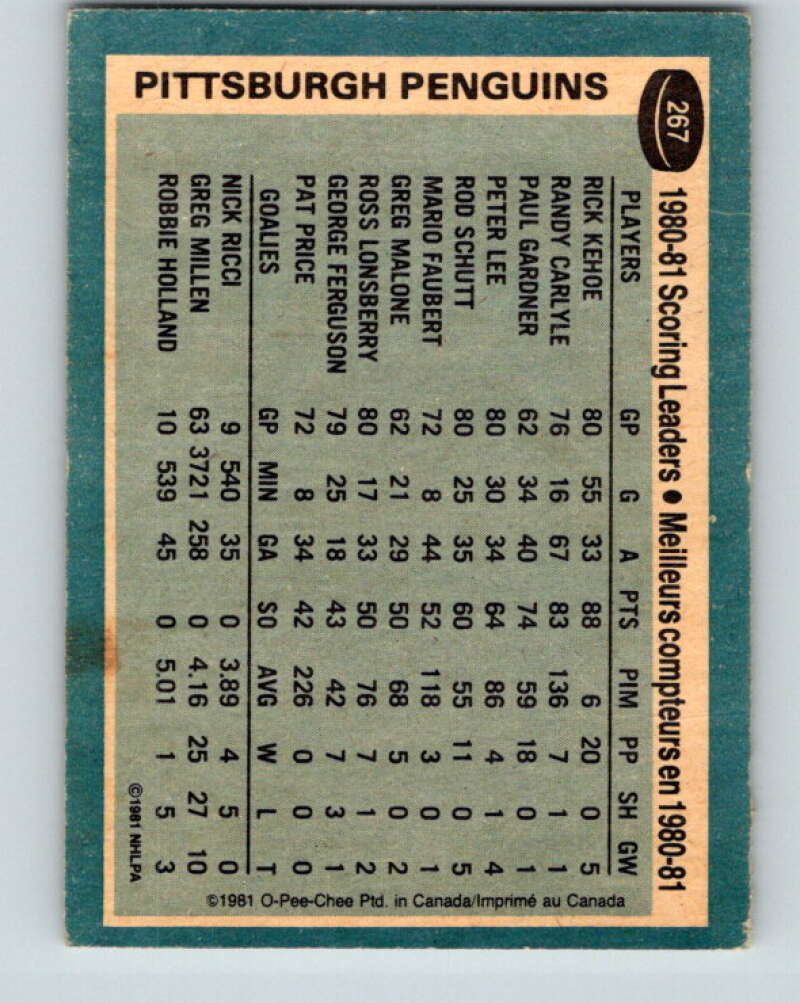 PITTSBURGH PENGUINS
267
1980-81 Scoring Leaders • Meilleurs compteurs en 1980-81
PLAYERS GP G A PTS PIM PP SH GW
RICK KEHOE 80 55 33 88 6 20 0 5
RANDY CARLYLE 76 16 67 83 136 7 1 1
PAUL GARDNER 62 34 40 74 59 18 0 1
PETER LEE 80 30 34 64 86 4 1 4
ROD SCHUTT 80 25 35 60 55 11 0 5
MARIO FAUBERT 72 8 44 52 118 3 0 1
GREG MALONE 62 21 29 50 68 5 0 2
ROSS LONSBERRY 80 17 33 50 76 7 1 2
GEORGE FERGUSON 79 25 18 43 42 7 3 1
PAT PRICE 72 8 34 42 226 0 0 0
GOALIES GP MIN GA SO AVG W L T
NICK RICCI 9 540 35 0 3.89 4 5 0
GREG MILLEN 63 3721 258 0 4.16 25 27 10
ROBBIE HOLLAND 10 539 45 0 5.01 1 5 3
©1981 NHLPA
©1981 O-Pee-Chee Ptd. in Canada/Imprimé au Canada